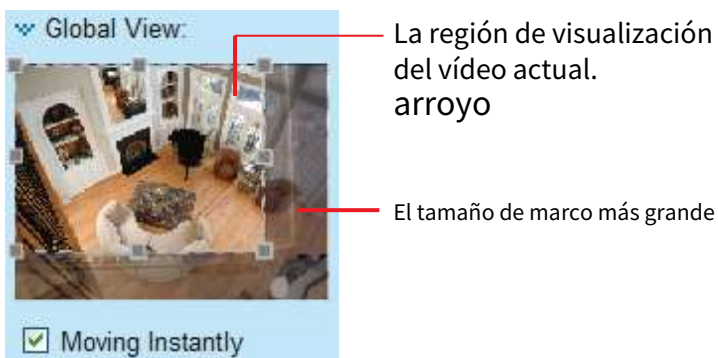 Global View:
La región de visualización
del vídeo actual.
arroyo
El tamaño de marco más grande
Moving Instantly